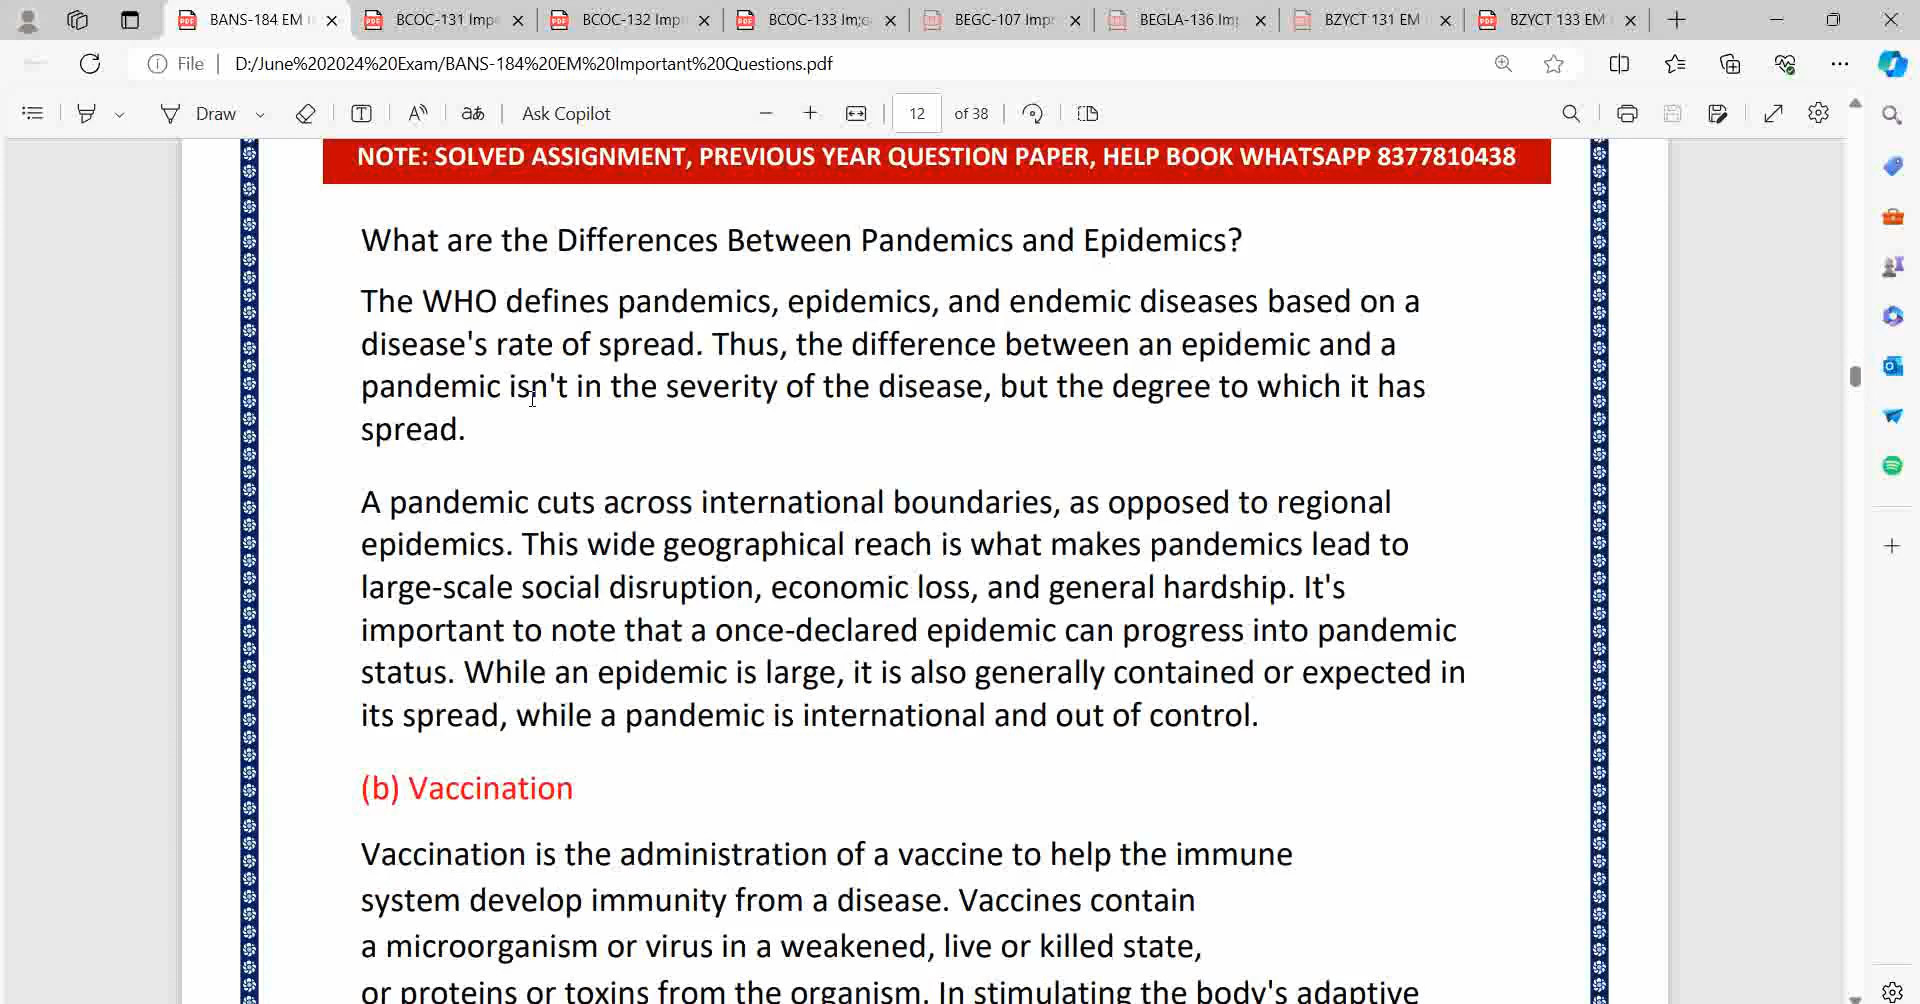 BANS-184 EM
BCOC-131 Imp
BCOC-132 Imp
BCOC-133 Im;c
BEGC-107 Impr
BEGLA-136 Im
BZYCT 131 EM
BZYCT 133 EM
File
D:/June%202024%20Exam/BANS-184%20EM%20Important%20Questions.pdf
Draw
Ask Copilot
12 of 38
NOTE: SOLVED ASSIGNMENT, PREVIOUS YEAR QUESTION PAPER, HELP BOOK WHATSAPP 8377810438
What are the Differences Between Pandemics and Epidemics?
The WHO defines pandemics, epidemics, and endemic diseases based on a
disease's rate of spread. Thus, the difference between an epidemic and a
pandemic isn't in the severity of the disease, but the degree to which it has
spread.
A pandemic cuts across international boundaries, as opposed to regional
epidemics. This wide geographical reach is what makes pandemics lead to
large-scale social disruption, economic loss, and general hardship. It's
important to note that a once-declared epidemic can progress into pandemic
status. While an epidemic is large, it is also generally contained or expected in
its spread, while a pandemic is international and out of control.
(b) Vaccination
Vaccination is the administration of a vaccine to help the immune
system develop immunity from a disease. Vaccines contain
a microorganism or virus in a weakened, live or killed state,
or proteins or toxins from the organism. In stimulating the body's adaptive